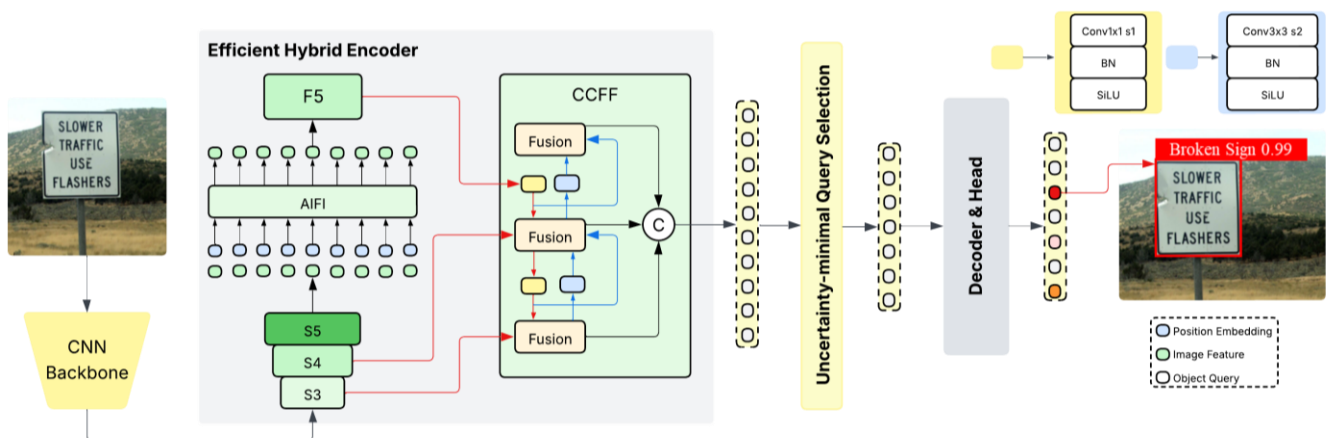 Efficient Hybrid Encoder
F5
AIFI
S5
S4
S3
CCFF
Fusion
Fusion
Fusion
C
SLOWER
TRAFFIC
USE
FLASHERS
CNN
Backbone
Uncertainty-minimal Query Selection
Decoder & Head
Conv1x1 s1
BN
SiLU
Conv3x3 s2
BN
SiLU
Broken Sign 0.99
SLOWER
TRAFFIC
USE
FLASHERS
Position Embedding
Image Feature
Object Query